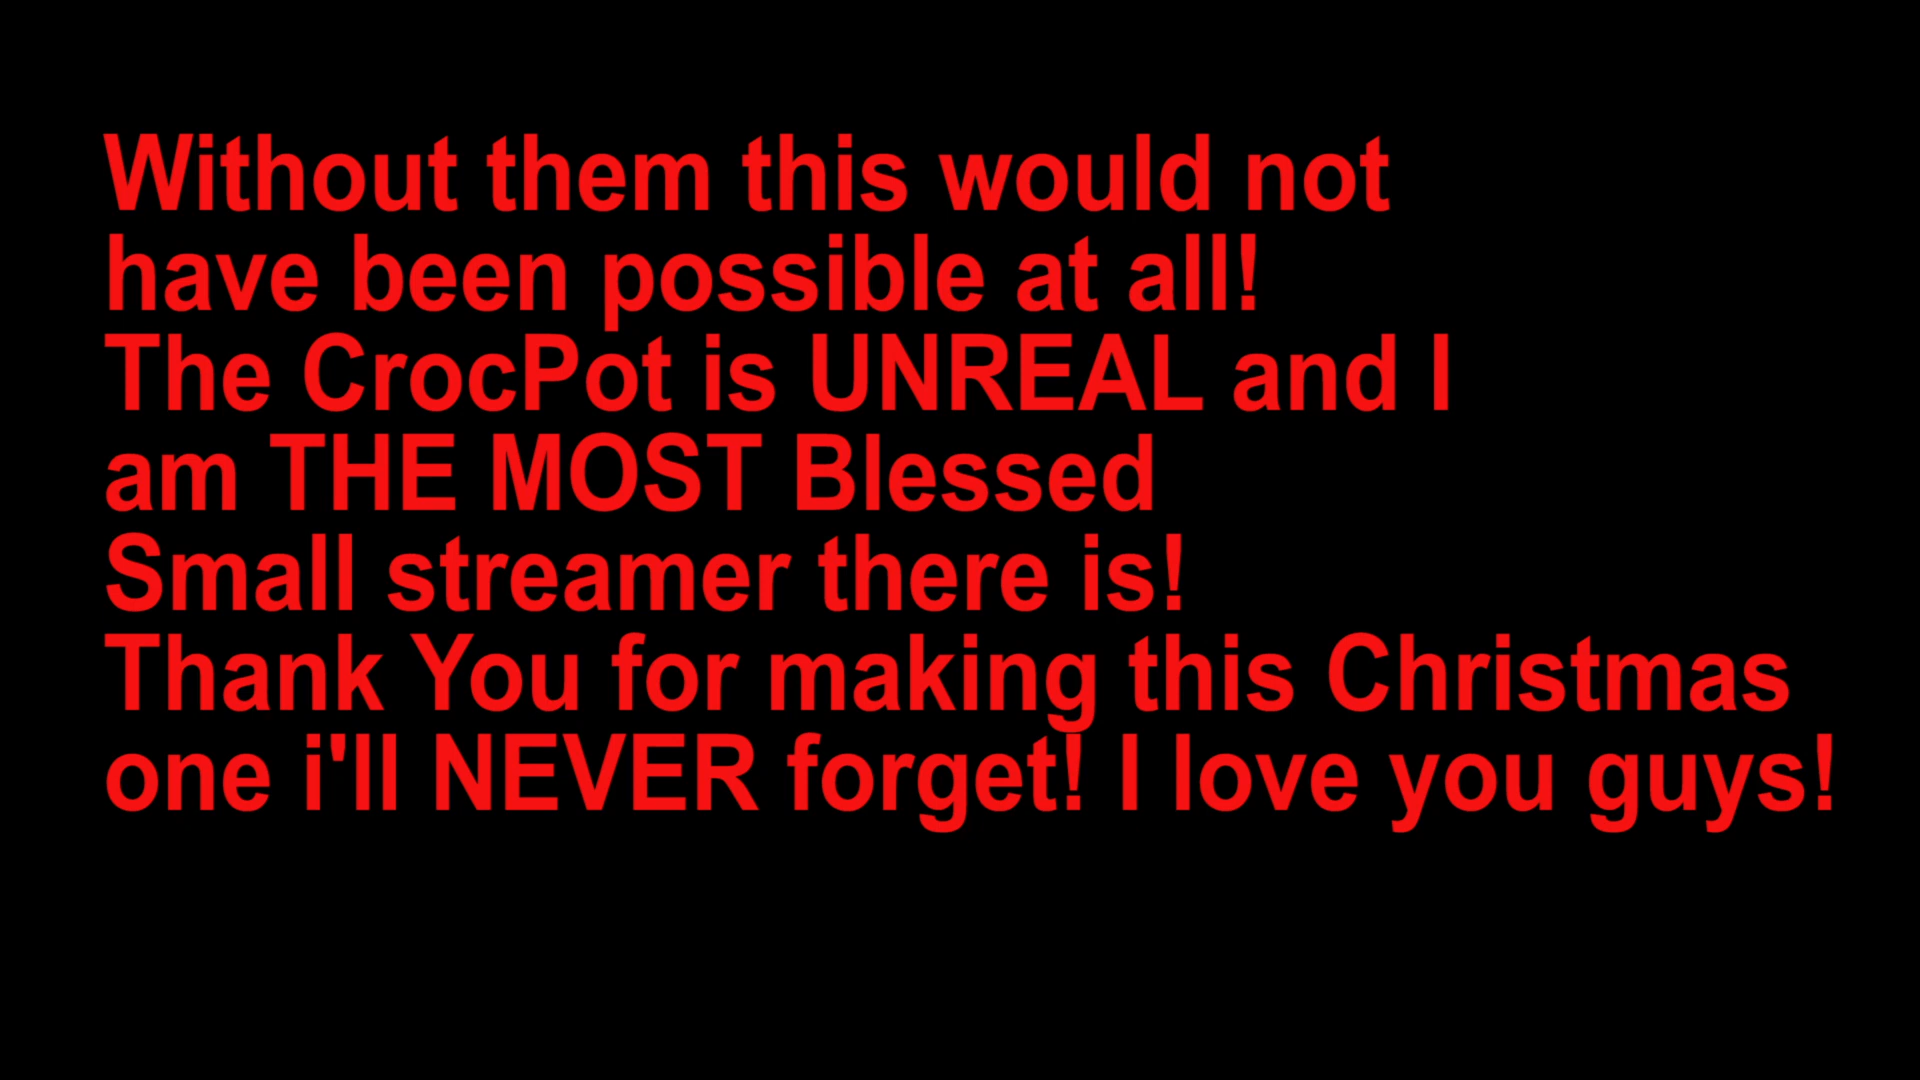 Without them this would not
have been possible at all!
The CrocPot is UNREAL and I
am THE MOST Blessed
Small streamer there is!
Thank You for making this Christmas
one i'll NEVER forget! I love you guys!